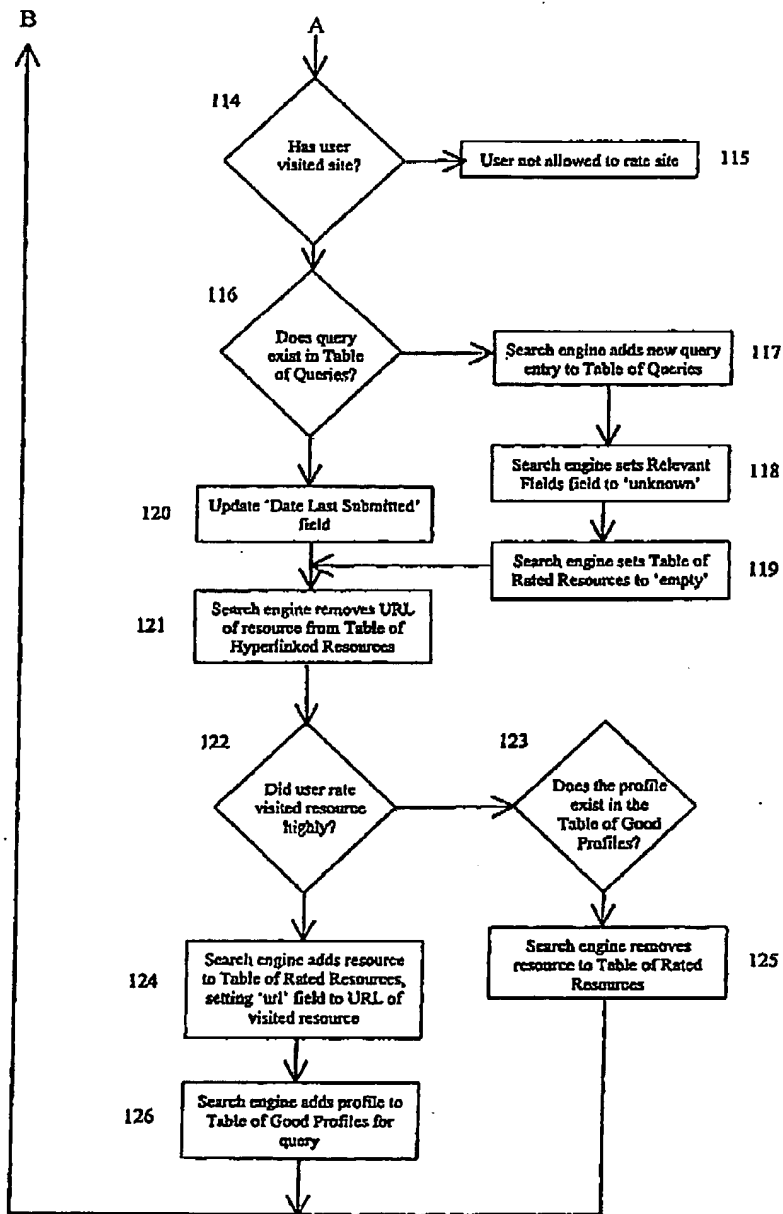 B
A
114
Has user
visited site?
User not allowed to rate site
115
116
Does query
exist in Table
of Queries?
Search engine adds new query
entry to Table of Queries
117
Search engine sets Relevant
Fields field to 'unknown'
118
120
Update 'Date Last Submitted'
field
Search engine sets Table of
Rated Resources to 'empty'
119
121
Search engine removes URL
of resource from Table of
Hyperlinked Resources
122
Did user rate
visited resource
highly?
123
Does the profile
exist in the
Table of Good
Profiles?
124
Search engine adds resource
to Table of Rated Resources,
setting 'url' field to URL of
visited resource
Search engine removes
resource to Table of Rated
Resources
125
126
Search engine adds profile to
Table of Good Profiles for
query